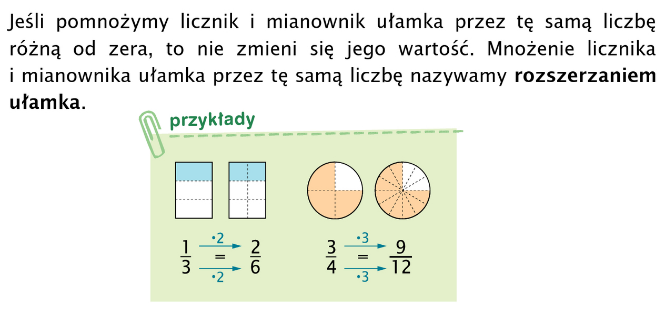 Jeśli pomnożymy licznik i mianownik ułamka przez tę samą liczbę
różną od zera, to nie zmieni się jego wartość. Mnożenie licznika
i mianownika ułamka przez tę samą liczbę nazywamy rozszerzaniem
ułamka.
przykłady
·2 ·3
1/3 = 2/6 3/4 = 9/12
·2 ·3